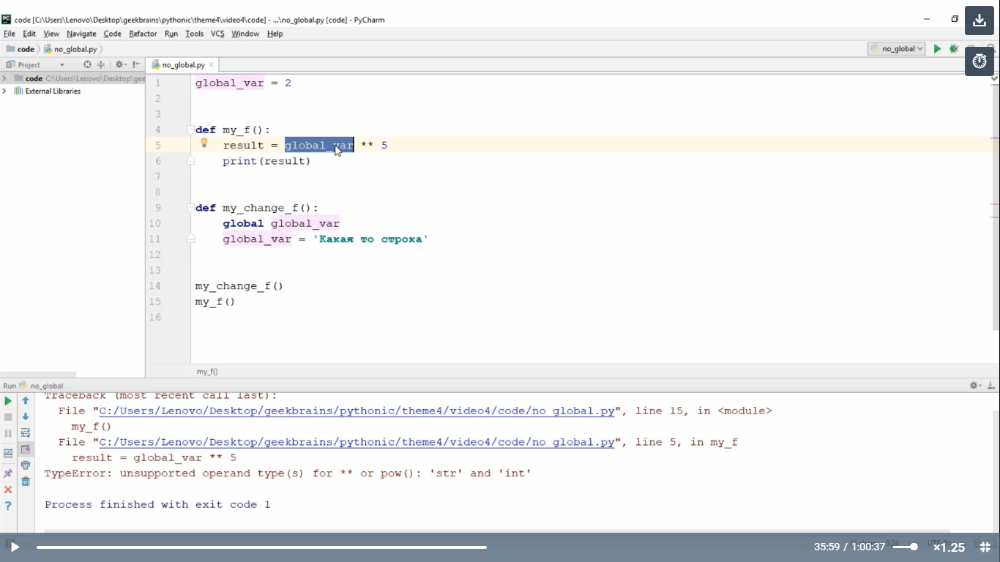 code [C:\Users\Lenovo\Desktop\geekbrains\pythonic\theme4\video4\code] - ...\no_global.py [code] - PyCharm
File Edit View Navigate Code Refactor Run Tools VCS Window Help
code no_global.py no_global
Project no_global.py
code C:\Users\Lenovo\Desktop\gee
External Libraries
1 global_var = 2
2
3
4 def my_f():
5 result = global_var ** 5
6 print(result)
7
8
9 def my_change_f():
10 global global_var
11 global_var = 'Какая то строка'
12
13
14 my_change_f()
15 my_f()
16
my_f()
Run no_global
Traceback (most recent call last):
File "C:/Users/Lenovo/Desktop/geekbrains/pythonic/theme4/video4/code/no_global.py", line 15, in <module>
my_f()
File "C:/Users/Lenovo/Desktop/geekbrains/pythonic/theme4/video4/code/no_global.py", line 5, in my_f
result = global_var ** 5
TypeError: unsupported operand type(s) for ** or pow(): 'str' and 'int'
Process finished with exit code 1
35:59 / 1:00:37 ×1.25